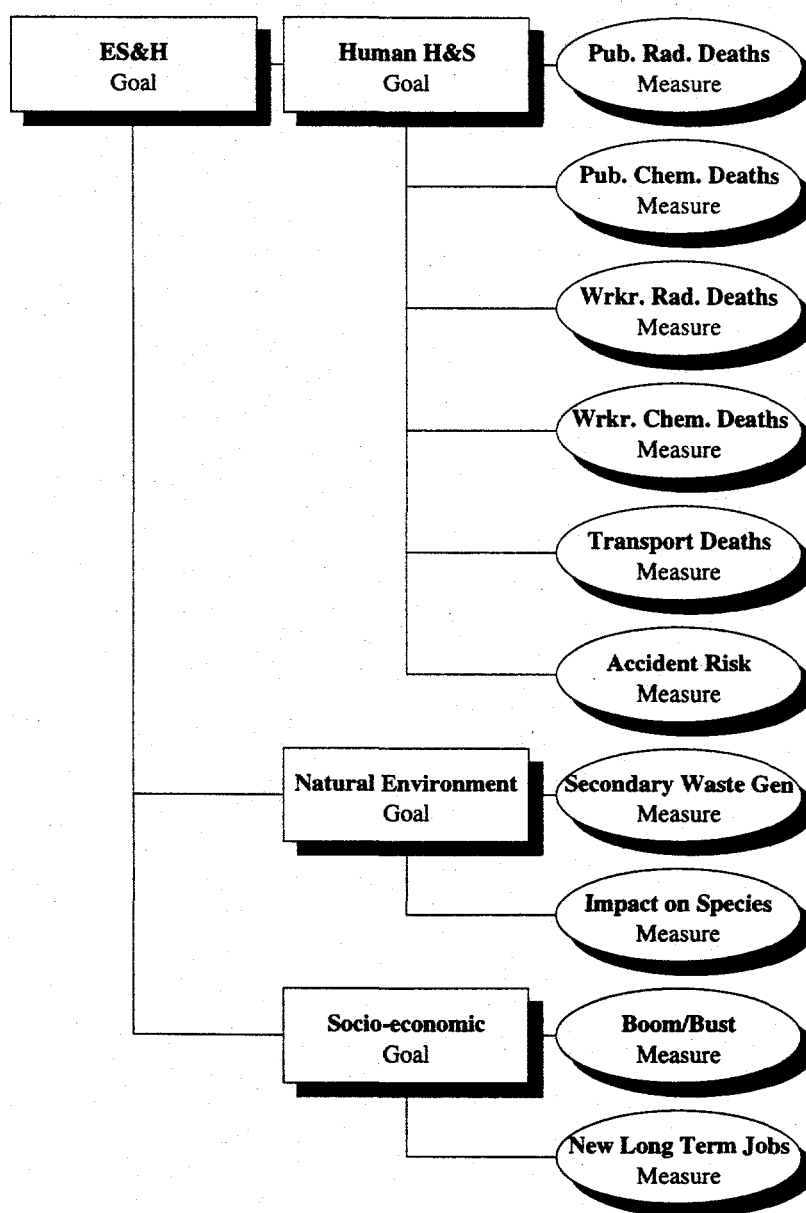 ES&H
Goal
Human H&S
Goal
Pub. Rad. Deaths
Measure
Pub. Chem. Deaths
Measure
Wrkr. Rad. Deaths
Measure
Wrkr. Chem. Deaths
Measure
Transport Deaths
Measure
Accident Risk
Measure
Natural Environment
Goal
Secondary Waste Gen
Measure
Impact on Species
Measure
Socio-economic
Goal
Boom/Bust
Measure
New Long Term Jobs
Measure